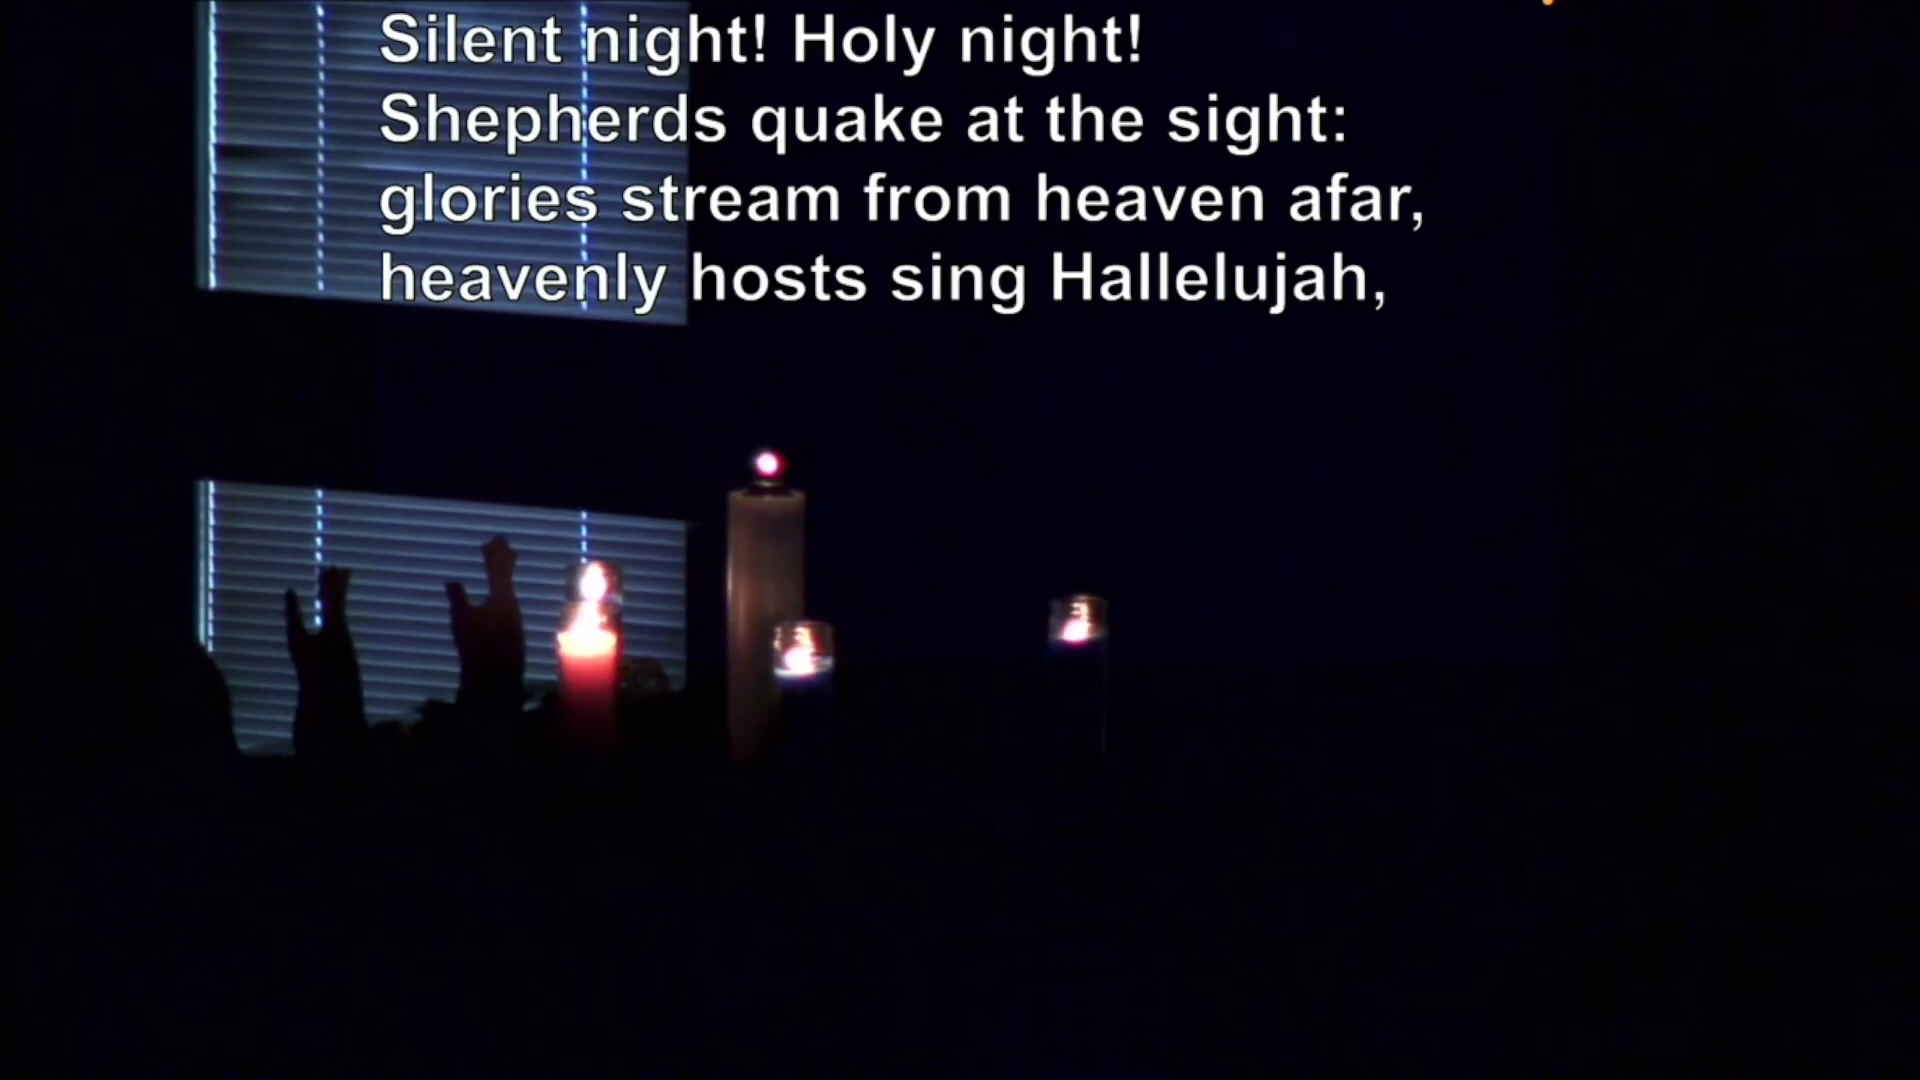 Silent night! Holy night!
Shepherds quake at the sight:
glories stream from heaven afar,
heavenly hosts sing Hallelujah,